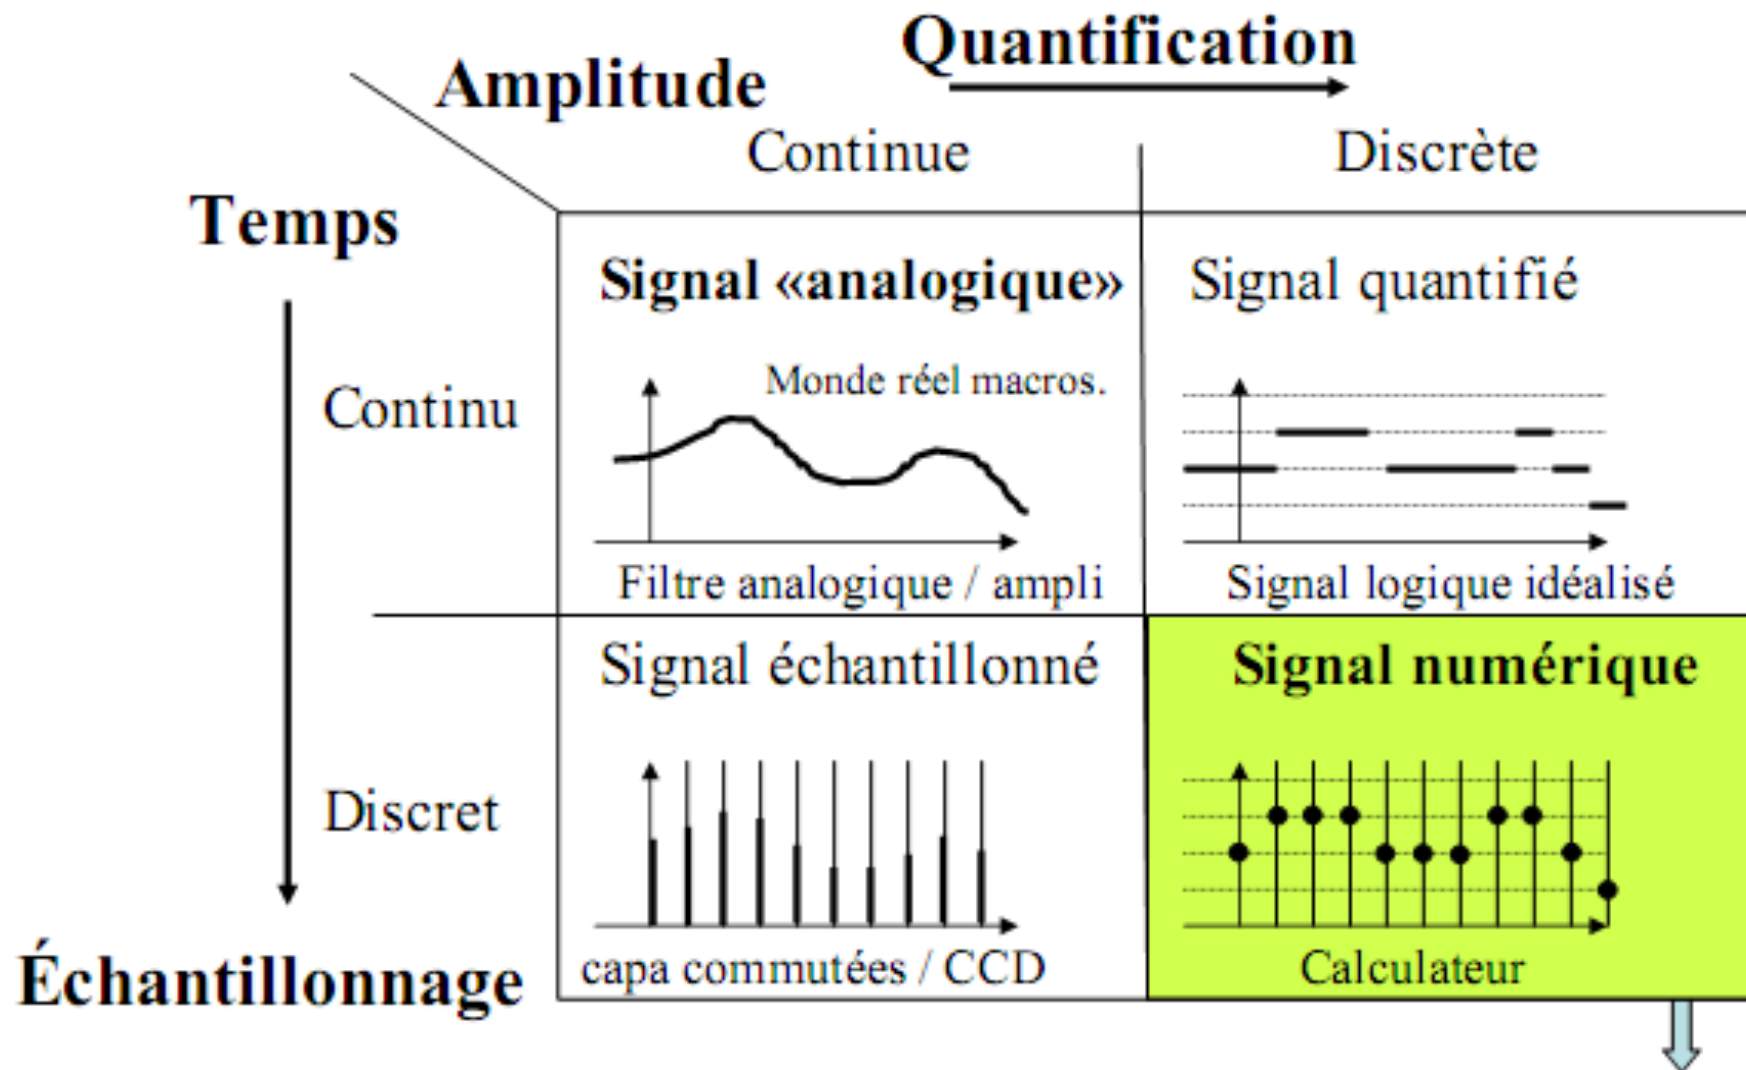 Quantification
Amplitude
Continue
Discrète
Temps
Signal «analogique»
Signal quantifié
Monde réel macros.
Continu
Filtre analogique / ampli
Signal logique idéalisé
Signal échantillonné
Signal numérique
Discret
capa commutées / CCD
Calculateur
Échantillonnage